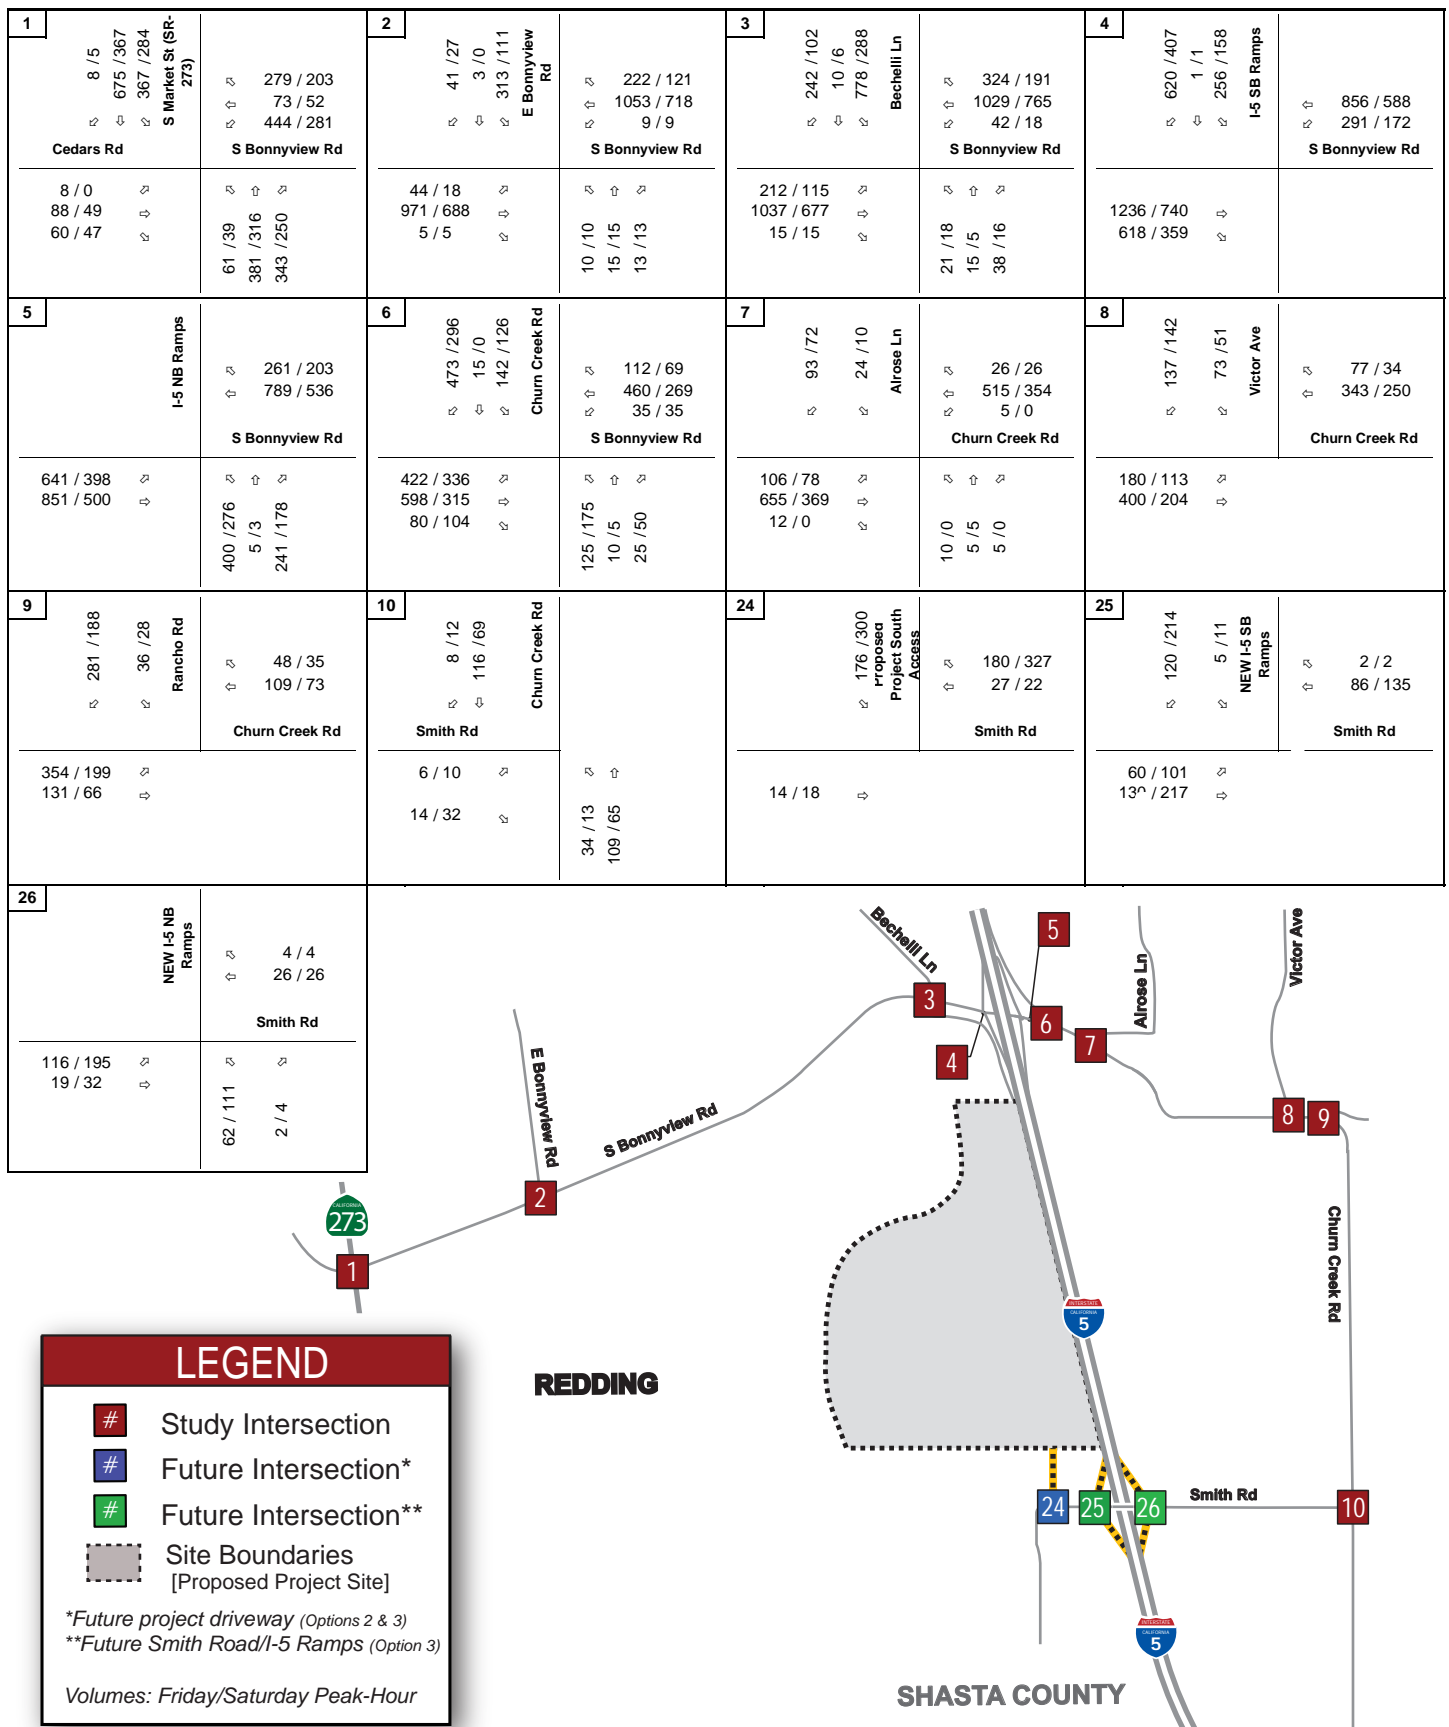 1
8 / 5
675 / 367
367 / 284
S Market St (SR-
273)
279 / 203
73 / 52
444 / 281
Cedars Rd
S Bonnyview Rd
8 / 0
88 / 49
60 / 47
61 / 39
381 / 316
343 / 250
2
41 / 27
3 / 0
313 / 111
E Bonnyview
Rd
222 / 121
1053 / 718
9 / 9
S Bonnyview Rd
44 / 18
971 / 688
5 / 5
10 / 10
15 / 15
13 / 13
3
242 / 102
10 / 6
778 / 288
Bechelli Ln
324 / 191
1029 / 765
42 / 18
S Bonnyview Rd
212 / 115
1037 / 677
15 / 15
21 / 18
15 / 5
38 / 16
4
620 / 407
1 / 1
256 / 158
I-5 SB Ramps
856 / 588
291 / 172
S Bonnyview Rd
1236 / 740
618 / 359
5
I-5 NB Ramps
261 / 203
789 / 536
S Bonnyview Rd
641 / 398
851 / 500
400 / 276
5 / 3
241 / 178
6
473 / 296
15 / 0
142 / 126
Churn Creek Rd
112 / 69
460 / 269
35 / 35
S Bonnyview Rd
422 / 336
598 / 315
80 / 104
125 / 175
10 / 5
25 / 50
7
93 / 72
24 / 10
Alrose Ln
26 / 26
515 / 354
5 / 0
Churn Creek Rd
106 / 78
655 / 369
12 / 0
10 / 0
5 / 5
5 / 0
8
137 / 142
73 / 51
Victor Ave
77 / 34
343 / 250
Churn Creek Rd
180 / 113
400 / 204
9
281 / 188
36 / 28
Rancho Rd
48 / 35
109 / 73
Churn Creek Rd
354 / 199
131 / 66
10
8 / 12
116 / 69
Churn Creek Rd
Smith Rd
6 / 10
14 / 32
34 / 13
109 / 65
24
176 / 300
Proposed
Project South
Access
180 / 327
27 / 22
Smith Rd
14 / 18
25
120 / 214
5 / 11
NEW I-5 SB
Ramps
2 / 2
86 / 135
Smith Rd
60 / 101
/ 217
26
NEW I-5 NB
Ramps
4 / 4
26 / 26
Smith Rd
116 / 195
19 / 32
62 / 111
2 / 4
Bechelli Ln
5
Alrose Ln
Victor Ave
3
6
7
4
E Bonnyview Rd
S Bonnyview Rd
8
9
2
CALIFORNIA
273
1
Churn Creek Rd
INTERSTATE
CALIFORNIA
5
REDDING
24
25
26
Smith Rd
10
INTERSTATE
CALIFORNIA
5
SHASTA COUNTY
LEGEND
# Study Intersection
# Future Intersection*
# Future Intersection**
Site Boundaries
[Proposed Project Site]
*Future project driveway (Options 2 & 3)
**Future Smith Road/I-5 Ramps (Option 3)
Volumes: Friday/Saturday Peak-Hour